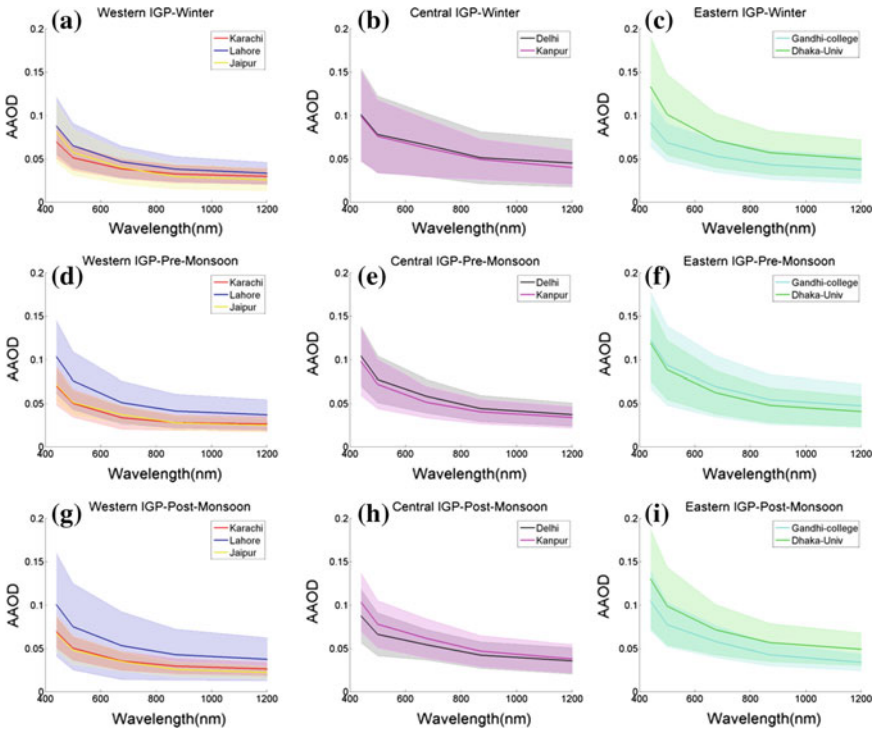 (a) Western IGP-Winter
Karachi
Lahore
Jaipur
AAOD
0.2
0.15
0.1
0.05
0
400 600 800 1000 1200
Wavelength(nm)
(b) Central IGP-Winter
Delhi
Kanpur
AAOD
0.2
0.15
0.1
0.05
0
400 600 800 1000 1200
Wavelength(nm)
(c) Eastern IGP-Winter
Gandhi-college
Dhaka-Univ
AAOD
0.2
0.15
0.1
0.05
0
400 600 800 1000 1200
Wavelength(nm)
(d) Western IGP-Pre-Monsoon
Karachi
Lahore
Jaipur
AAOD
0.2
0.15
0.1
0.05
0
400 600 800 1000 1200
Wavelength(nm)
(e) Central IGP-Pre-Monsoon
Delhi
Kanpur
AAOD
0.2
0.15
0.1
0.05
0
400 600 800 1000 1200
Wavelength(nm)
(f) Eastern IGP-Pre-Monsoon
Gandhi-college
Dhaka-Univ
AAOD
0.2
0.15
0.1
0.05
0
400 600 800 1000 1200
Wavelength(nm)
(g) Western IGP-Post-Monsoon
Karachi
Lahore
Jaipur
AAOD
0.2
0.15
0.1
0.05
0
400 600 800 1000 1200
Wavelength(nm)
(h) Central IGP-Post-Monsoon
Delhi
Kanpur
AAOD
0.2
0.15
0.1
0.05
0
400 600 800 1000 1200
Wavelength(nm)
(i) Eastern IGP-Post-Monsoon
Gandhi-college
Dhaka-Univ
AAOD
0.2
0.15
0.1
0.05
0
400 600 800 1000 1200
Wavelength(nm)